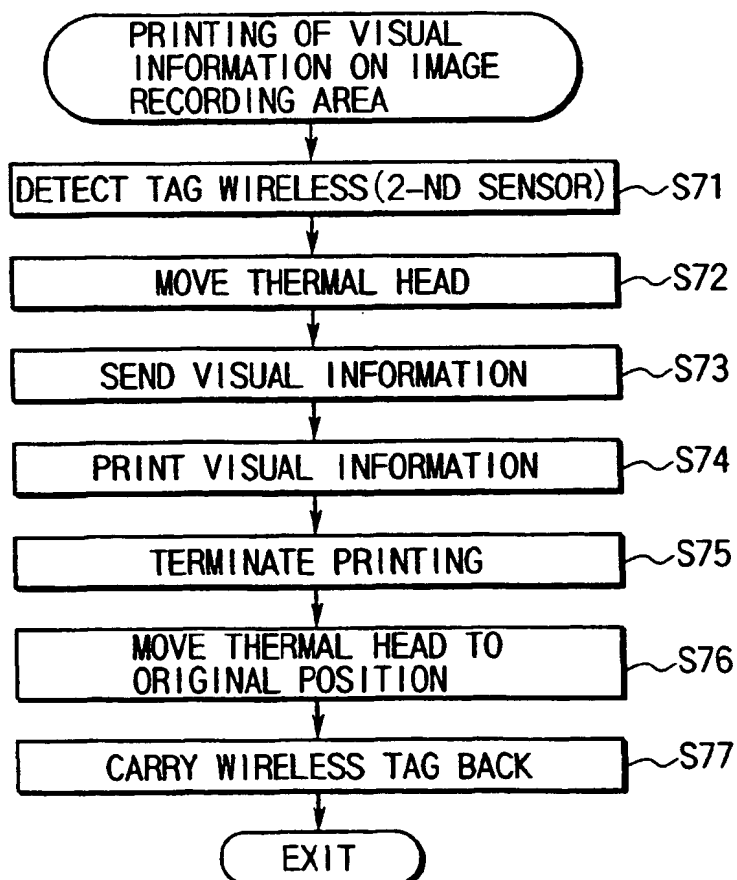 PRINTING OF VISUAL
INFORMATION ON IMAGE
RECORDING AREA
DETECT TAG WIRELESS(2-ND SENSOR) S71
MOVE THERMAL HEAD S72
SEND VISUAL INFORMATION S73
PRINT VISUAL INFORMATION S74
TERMINATE PRINTING S75
MOVE THERMAL HEAD TO
ORIGINAL POSITION S76
CARRY WIRELESS TAG BACK S77
EXIT